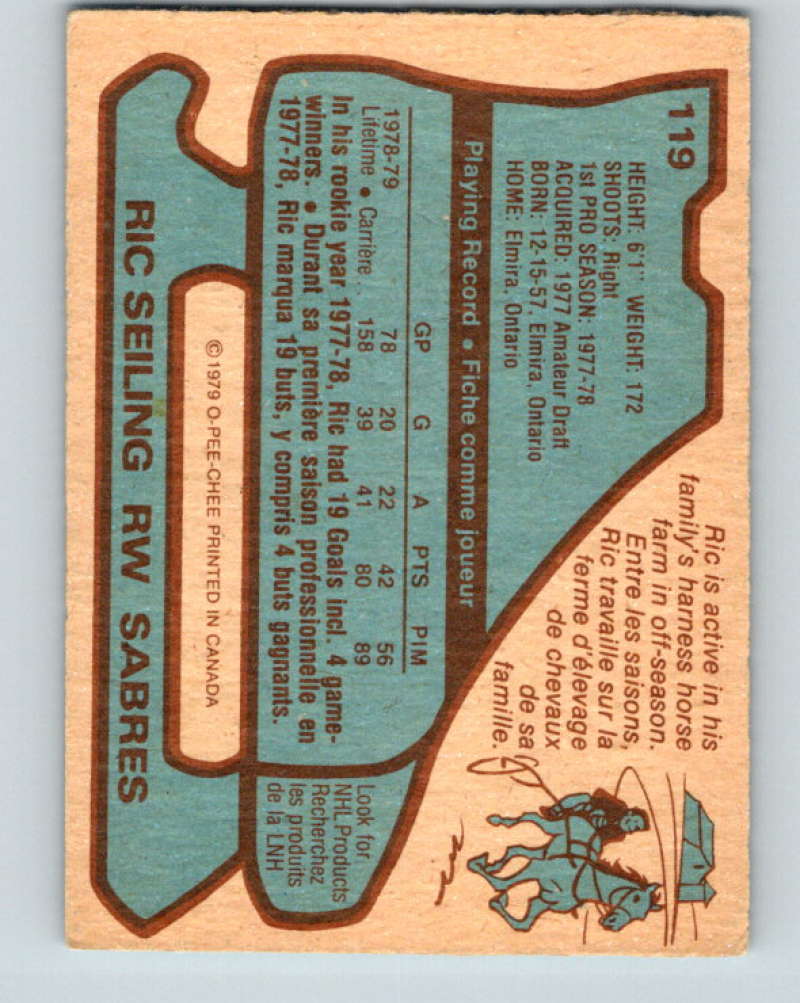 119
HEIGHT: 6'1" WEIGHT: 172
SHOOTS: Right
1st PRO SEASON: 1977-78
ACQUIRED: 1977 Amateur Draft
BORN: 12-15-57, Elmira, Ontario
HOME: Elmira, Ontario
Ric is active in his
family's harness horse
farm in off-season.
Entre les saisons,
Ric travaille sur la
ferme d'élevage
de chevaux
de sa
famille.
Playing Record • Fiche comme joueur
GP G A PTS PIM
1978-79 78 20 22 42 56
Lifetime • Carrière .. 158 39 41 80 89
In his rookie year 1977-78, Ric had 19 Goals incl. 4 game-
winners. • Durant sa première saison professionnelle en
1977-78, Ric marqua 19 buts, y compris 4 buts gagnants.
Look for
NHL Products
Recherchez
les produits
de la LNH
©1979 O-PEE-CHEE PRINTED IN CANADA
RIC SEILING RW SABRES